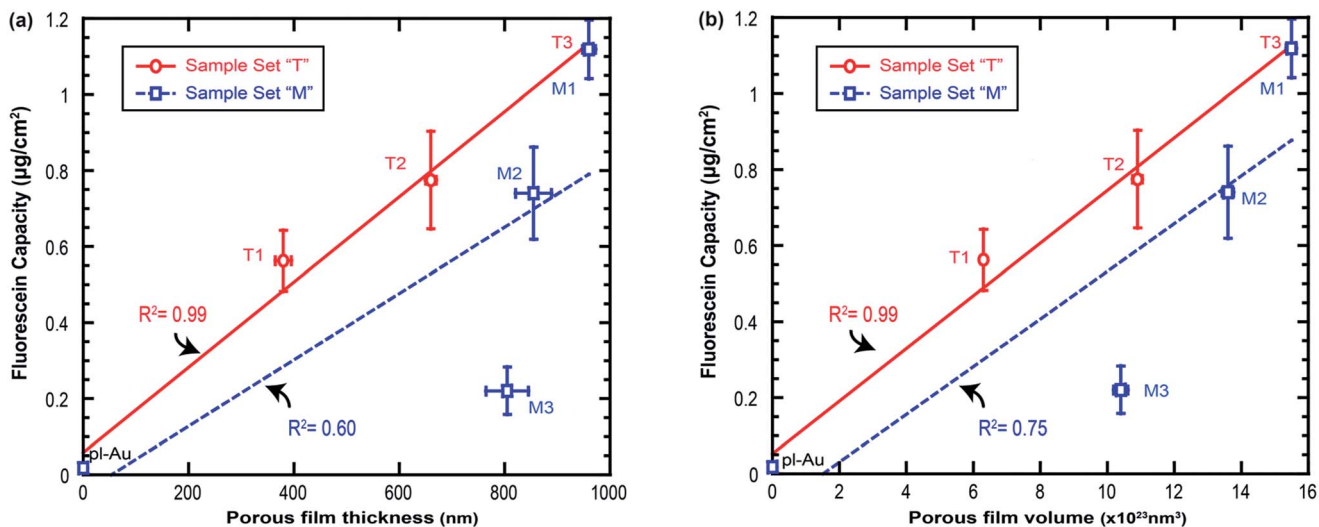 (a)
Fluorescein Capacity (μg/cm²)
1.2
1
0.8
0.6
0.4
0.2
0
Sample Set “T”
Sample Set “M”
T3
M1
T2
M2
T1
R²= 0.99
M3
R²= 0.60
pl-Au
0 200 400 600 800 1000
Porous film thickness (nm)
(b)
Fluorescein Capacity (μg/cm²)
1.2
1
0.8
0.6
0.4
0.2
0
Sample Set “T”
Sample Set “M”
T3
M1
T2
M2
T1
R²= 0.99
M3
R²= 0.75
pl-Au
0 2 4 6 8 10 12 14 16
Porous film volume (x10²³nm³)